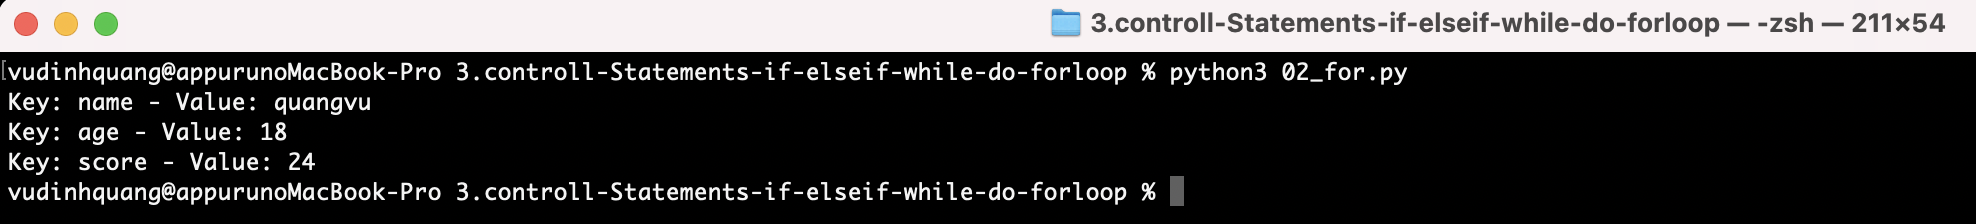 3.controll-Statements-if-elseif-while-do-forloop — -zsh — 211×54
[vudinhquang@appurunoMacBook-Pro 3.controll-Statements-if-elseif-while-do-forloop % python3 02_for.py
Key: name - Value: quangvu
Key: age - Value: 18
Key: score - Value: 24
vudinhquang@appurunoMacBook-Pro 3.controll-Statements-if-elseif-while-do-forloop %